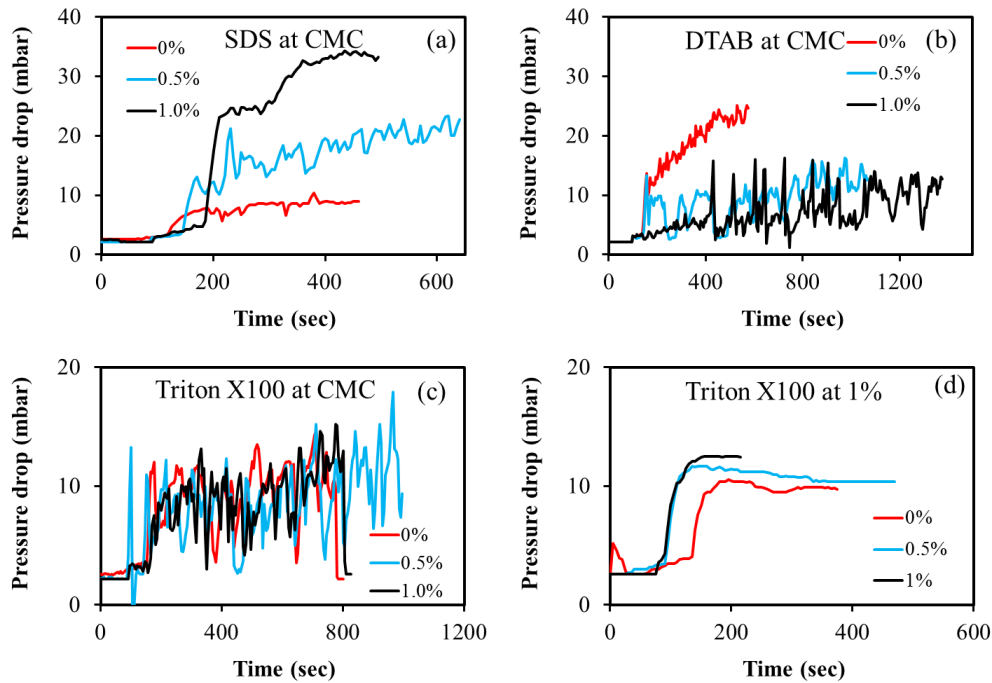 SDS at CMC
(a)
0%
0.5%
1.0%
Pressure drop (mbar)
40
30
20
10
0
0 200 400 600
Time (sec)
DTAB at CMC
(b)
0%
0.5%
1.0%
Pressure drop (mbar)
40
30
20
10
0
0 400 800 1200
Time (sec)
Triton X100 at CMC
(c)
0%
0.5%
1.0%
Pressure drop (mbar)
20
10
0
0 400 800 1200
Time (sec)
Triton X100 at 1%
(d)
0%
0.5%
1%
Pressure drop (mbar)
20
10
0
0 200 400 600
Time (sec)